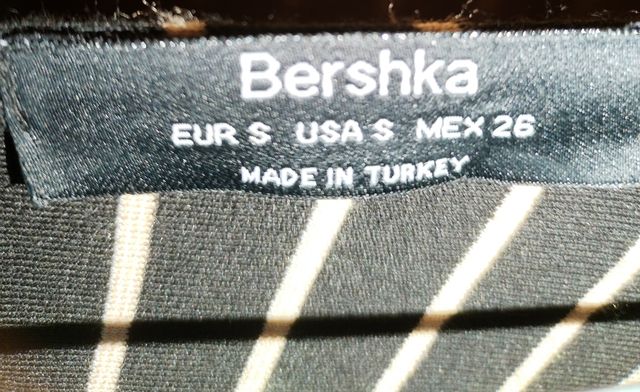 Bershka
EUR S USA S MEX 26
MADE IN TURKEY